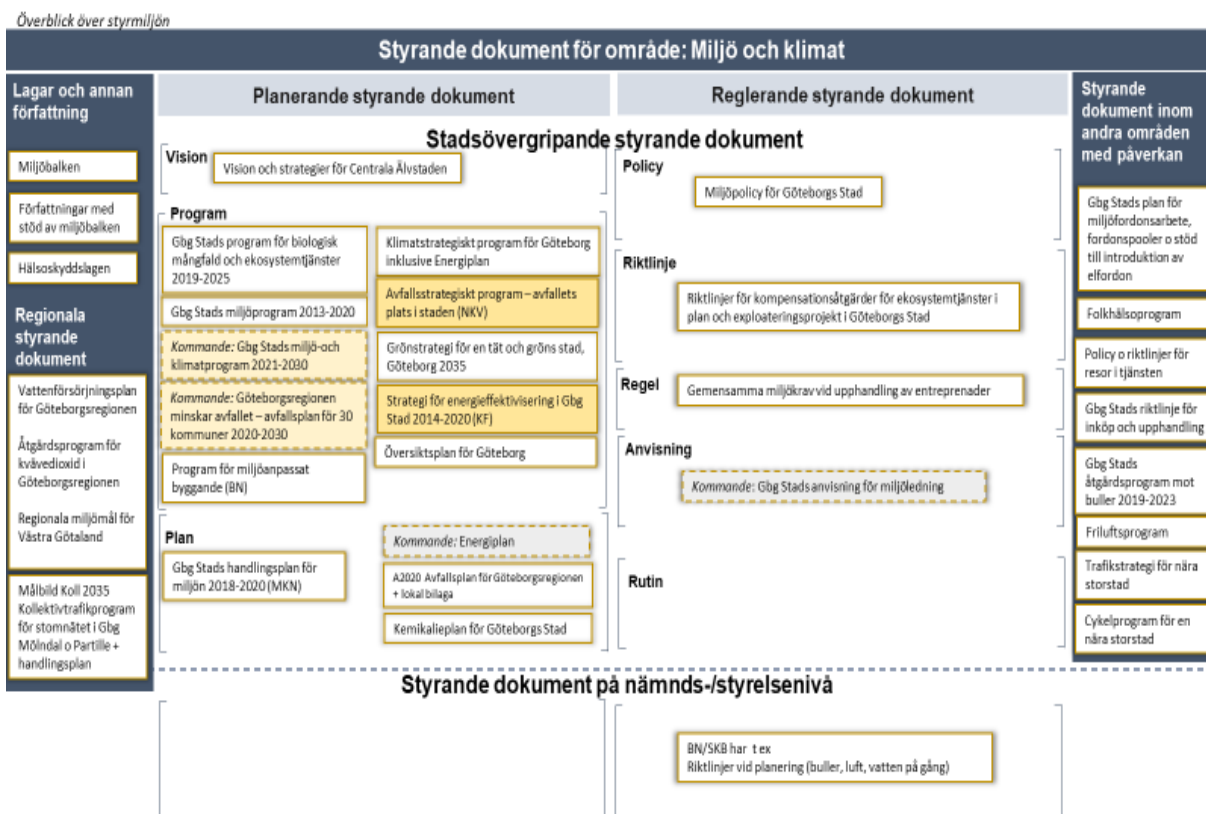 Överblick över styrmiljön
Styrande dokument för område: Miljö och klimat
Lagar och annan
författning
Miljöbalken
Författningar med
stöd av miljöbalken
Hälsoskyddslagen
Regionala
styrande
dokument
Vattenförsörjningsplan
för Göteborgsregionen
Åtgärdsprogram för
kvävedioxid i
Göteborgsregionen
Regionala miljömål för
Västra Götaland
Målbild Koll 2035
Kollektivtrafikprogram
för stomnätet i Gbg
Mölndal o Partille +
handlingsplan
Planerande styrande dokument
Reglerande styrande dokument
Stadsövergripande styrande dokument
Vision
Vision och strategier för Centrala Älvstaden
Program
Gbg Stads program för biologisk
mångfald och ekosystemtjänster
2019-2025
Gbg Stads miljöprogram 2013-2020
Kommande: Gbg Stads miljö-och
klimatprogram 2021-2030
Kommande: Göteborgsregionen
minskar avfallet – avfallsplan för 30
kommuner 2020-2030
Program för miljöanpassat
byggande (BN)
Klimatstrategiskt program för Göteborg
inklusive Energiplan
Avfallsstrategiskt program – avfallets
plats i staden (NKV)
Grönstrategi för en tät och gröns stad,
Göteborg 2035
Strategi för energieffektivisering i Gbg
Stad 2014-2020 (KF)
Översiktsplan för Göteborg
Plan
Gbg Stads handlingsplan för
miljön 2018-2020 (MKN)
Kommande: Energiplan
A2020 Avfallsplan för Göteborgsregionen
+ lokal bilaga
Kemikalieplan för Göteborgs Stad
Policy
Miljöpolicy för Göteborgs Stad
Riktlinje
Riktlinjer för kompensationsåtgärder för ekosystemtjänster i
plan och exploateringsprojekt i Göteborgs Stad
Regel
Gemensamma miljökrav vid upphandling av entreprenader
Anvisning
Kommande: Gbg Stads anvisning för miljöledning
Rutin
Styrande
dokument inom
andra områden
med påverkan
Gbg Stads plan för
miljöfordonsarbete,
fordonspooler o stöd
till introduktion av
elfordon
Folkhälsoprogram
Policy o riktlinjer för
resor i tjänsten
Gbg Stads riktlinje för
inköp och upphandling
Gbg Stads
åtgärdsprogram mot
buller 2019-2023
Friluftsprogram
Trafikstrategi för nära
storstad
Cykelprogram för en
nära storstad
Styrande dokument på nämnds-/styrelsenivå
BN/SKB har t ex
Riktlinjer vid planering (buller, luft, vatten på gång)